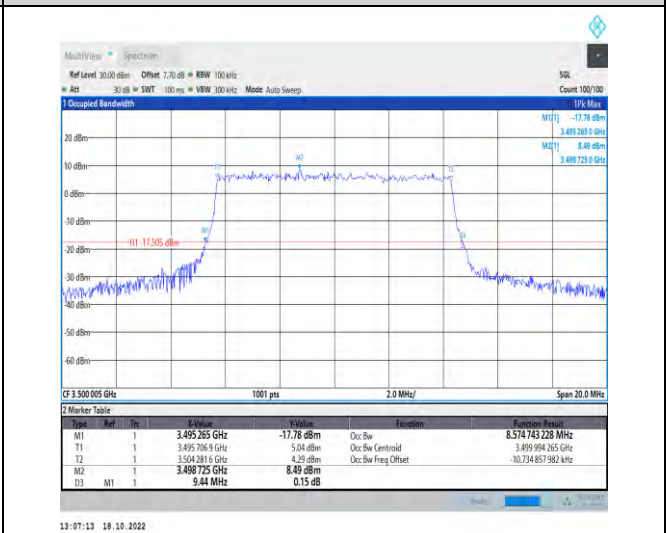 MultiView Spectrum
Ref Level 30.00 dBm Offset 7.70 dB RBW 100 kHz SGL
Att 30 dB SWT 100 ms VBW 300 kHz Mode Auto Sweep Count 100/100
1 Occupied Bandwidth 1Pk Max
M1[1] -17.78 dBm
3.495 265 0 GHz
M2[1] 8.49 dBm
3.498 725 0 GHz
20 dBm
10 dBm
M2
T1
T2
0 dBm
-10 dBm
M1
D3
H1 -17.505 dBm
-20 dBm
-30 dBm
-40 dBm
-50 dBm
-60 dBm
CF 3.500 005 GHz 1001 pts 2.0 MHz/ Span 20.0 MHz
2 Marker Table
Type Ref Trc X-Value Y-Value Function Function Result
M1 1 3.495 265 GHz -17.78 dBm Occ Bw 8.574 743 228 MHz
T1 1 3.495 706 9 GHz 5.04 dBm Occ Bw Centroid 3.499 994 265 GHz
T2 1 3.504 281 6 GHz 4.29 dBm Occ Bw Freq Offset -10.734 857 982 kHz
M2 1 3.498 725 GHz 8.49 dBm
D3 M1 1 9.44 MHz 0.15 dB
Ready
13:07:13 18.10.2022